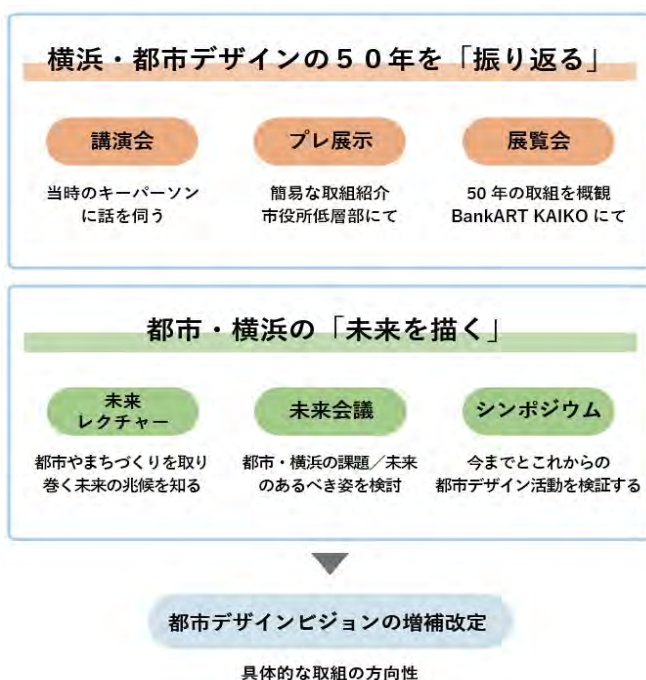 横浜・都市デザインの５０年を「振り返る」
講演会
当時のキーパーソン
に話を伺う
プレ展示
簡易な取組紹介
市役所低層部にて
展覧会
50 年の取組を概観
BankART KAIKO にて
都市・横浜の「未来を描く」
未来
レクチャー
都市やまちづくりを取り
巻く未来の兆候を知る
未来会議
都市・横浜の課題／未来
のあるべき姿を検討
シンポジウム
今までとこれからの
都市デザイン活動を検証する
都市デザインビジョンの増補改定
具体的な取組の方向性